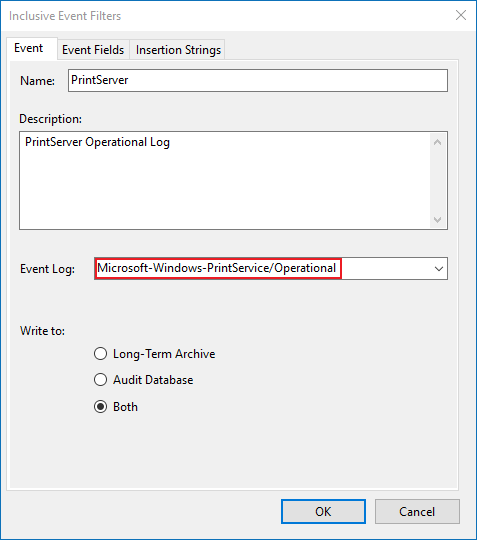 Inclusive Event Filters
Event
Event Fields
Insertion Strings
Name:
PrintServer
Description:
PrintServer Operational Log
Event Log:
Microsoft-Windows-PrintService/Operational
Write to:
Long-Term Archive
Audit Database
Both
OK
Cancel